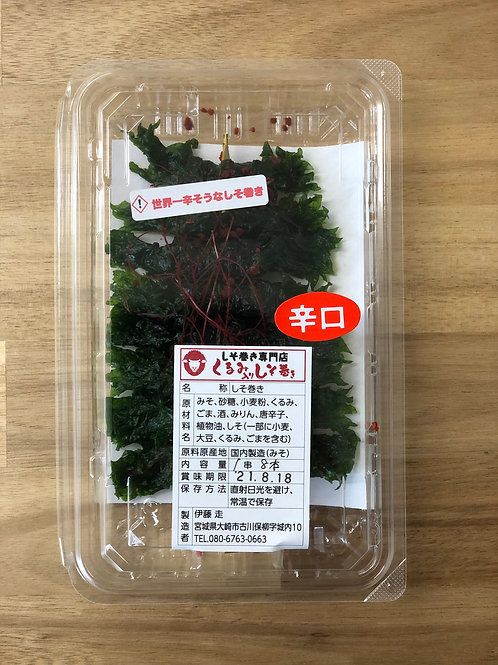 世界一辛そうなしそ巻き
辛口
しそ巻き専門店
くるみ入りしそ巻き
名称 しそ巻き
原材料 みそ、砂糖、小麦粉、くるみ、
ごま、酒、みりん、唐辛子、
植物油、しそ(一部に小麦、
大豆、くるみ、ごまを含む)
原料原産地 国内製造(みそ)
内容量 1串 8本
賞味期限 '21.8.18
保存方法 直射日光を避け、
常温で保存
製造者 伊藤 走
宮城県大崎市古川保柳字城内10
TEL.080-6763-0663